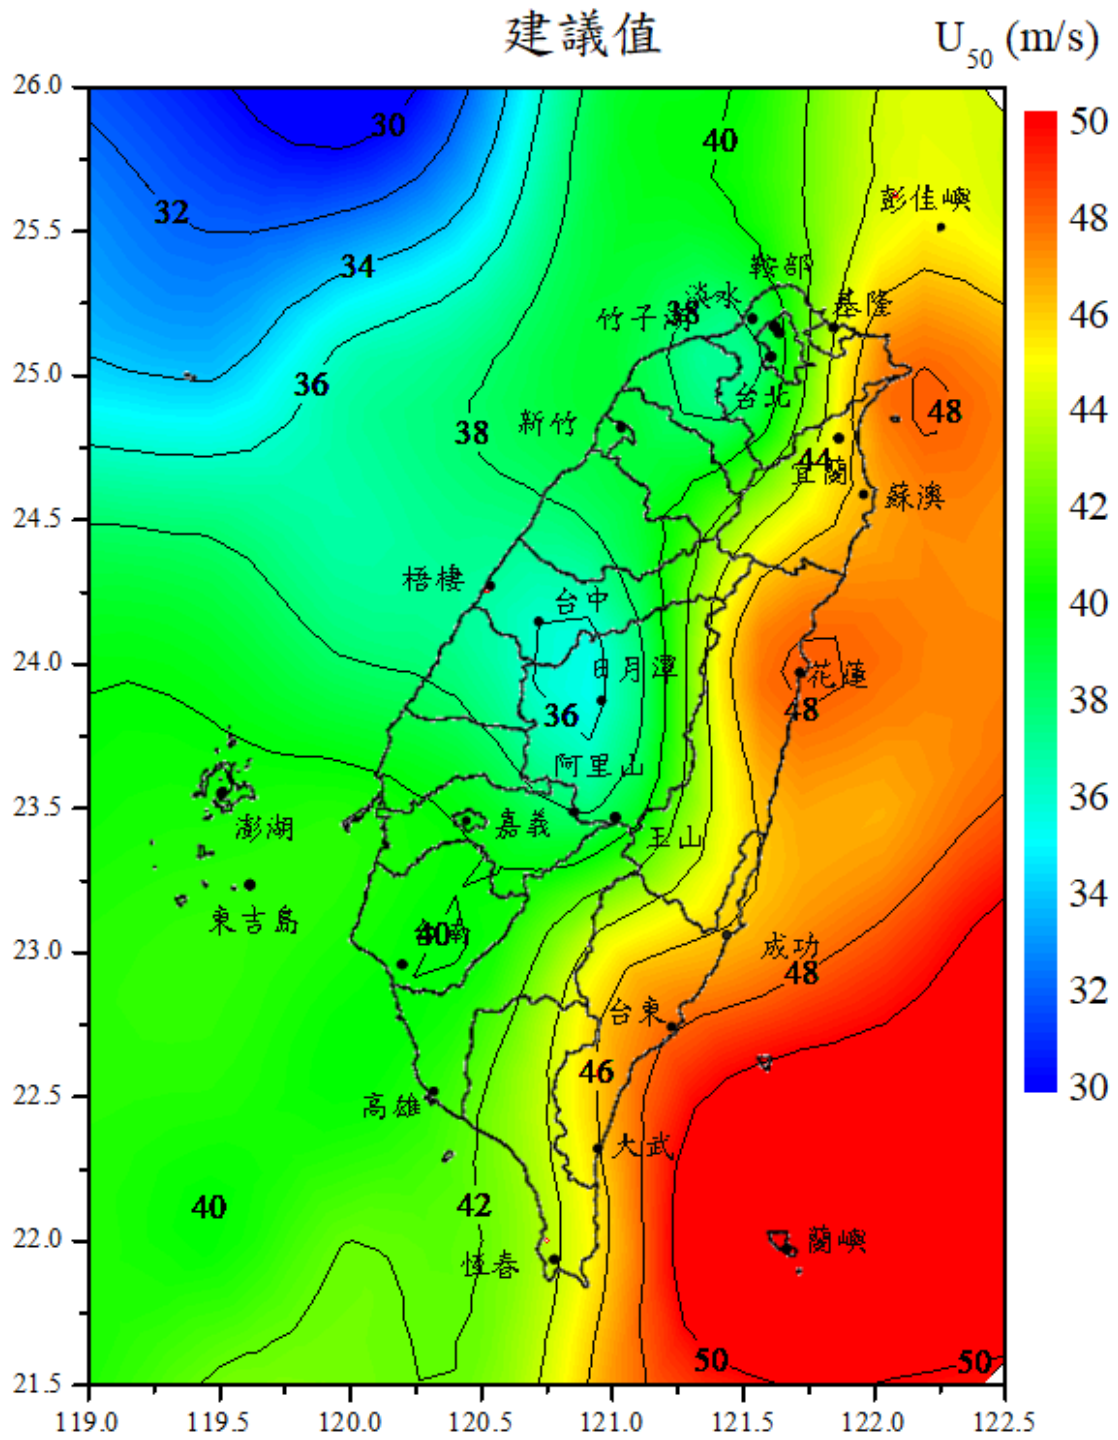 建議值
U50 (m/s)
26.0
25.5
25.0
24.5
24.0
23.5
23.0
22.5
22.0
21.5
119.0
119.5
120.0
120.5
121.0
121.5
122.0
122.5
50
48
46
44
42
40
38
36
34
32
30
30
40
32
彭佳嶼
34
鞍部
淡水
基隆
竹子湖
38
36
台北
48
新竹
38
44
宜蘭
蘇澳
梧棲
台中
日月潭
花蓮
36
48
阿里山
澎湖
嘉義
玉山
東吉島
台南
40
成功
48
台東
46
高雄
大武
40
42
蘭嶼
恆春
50
50